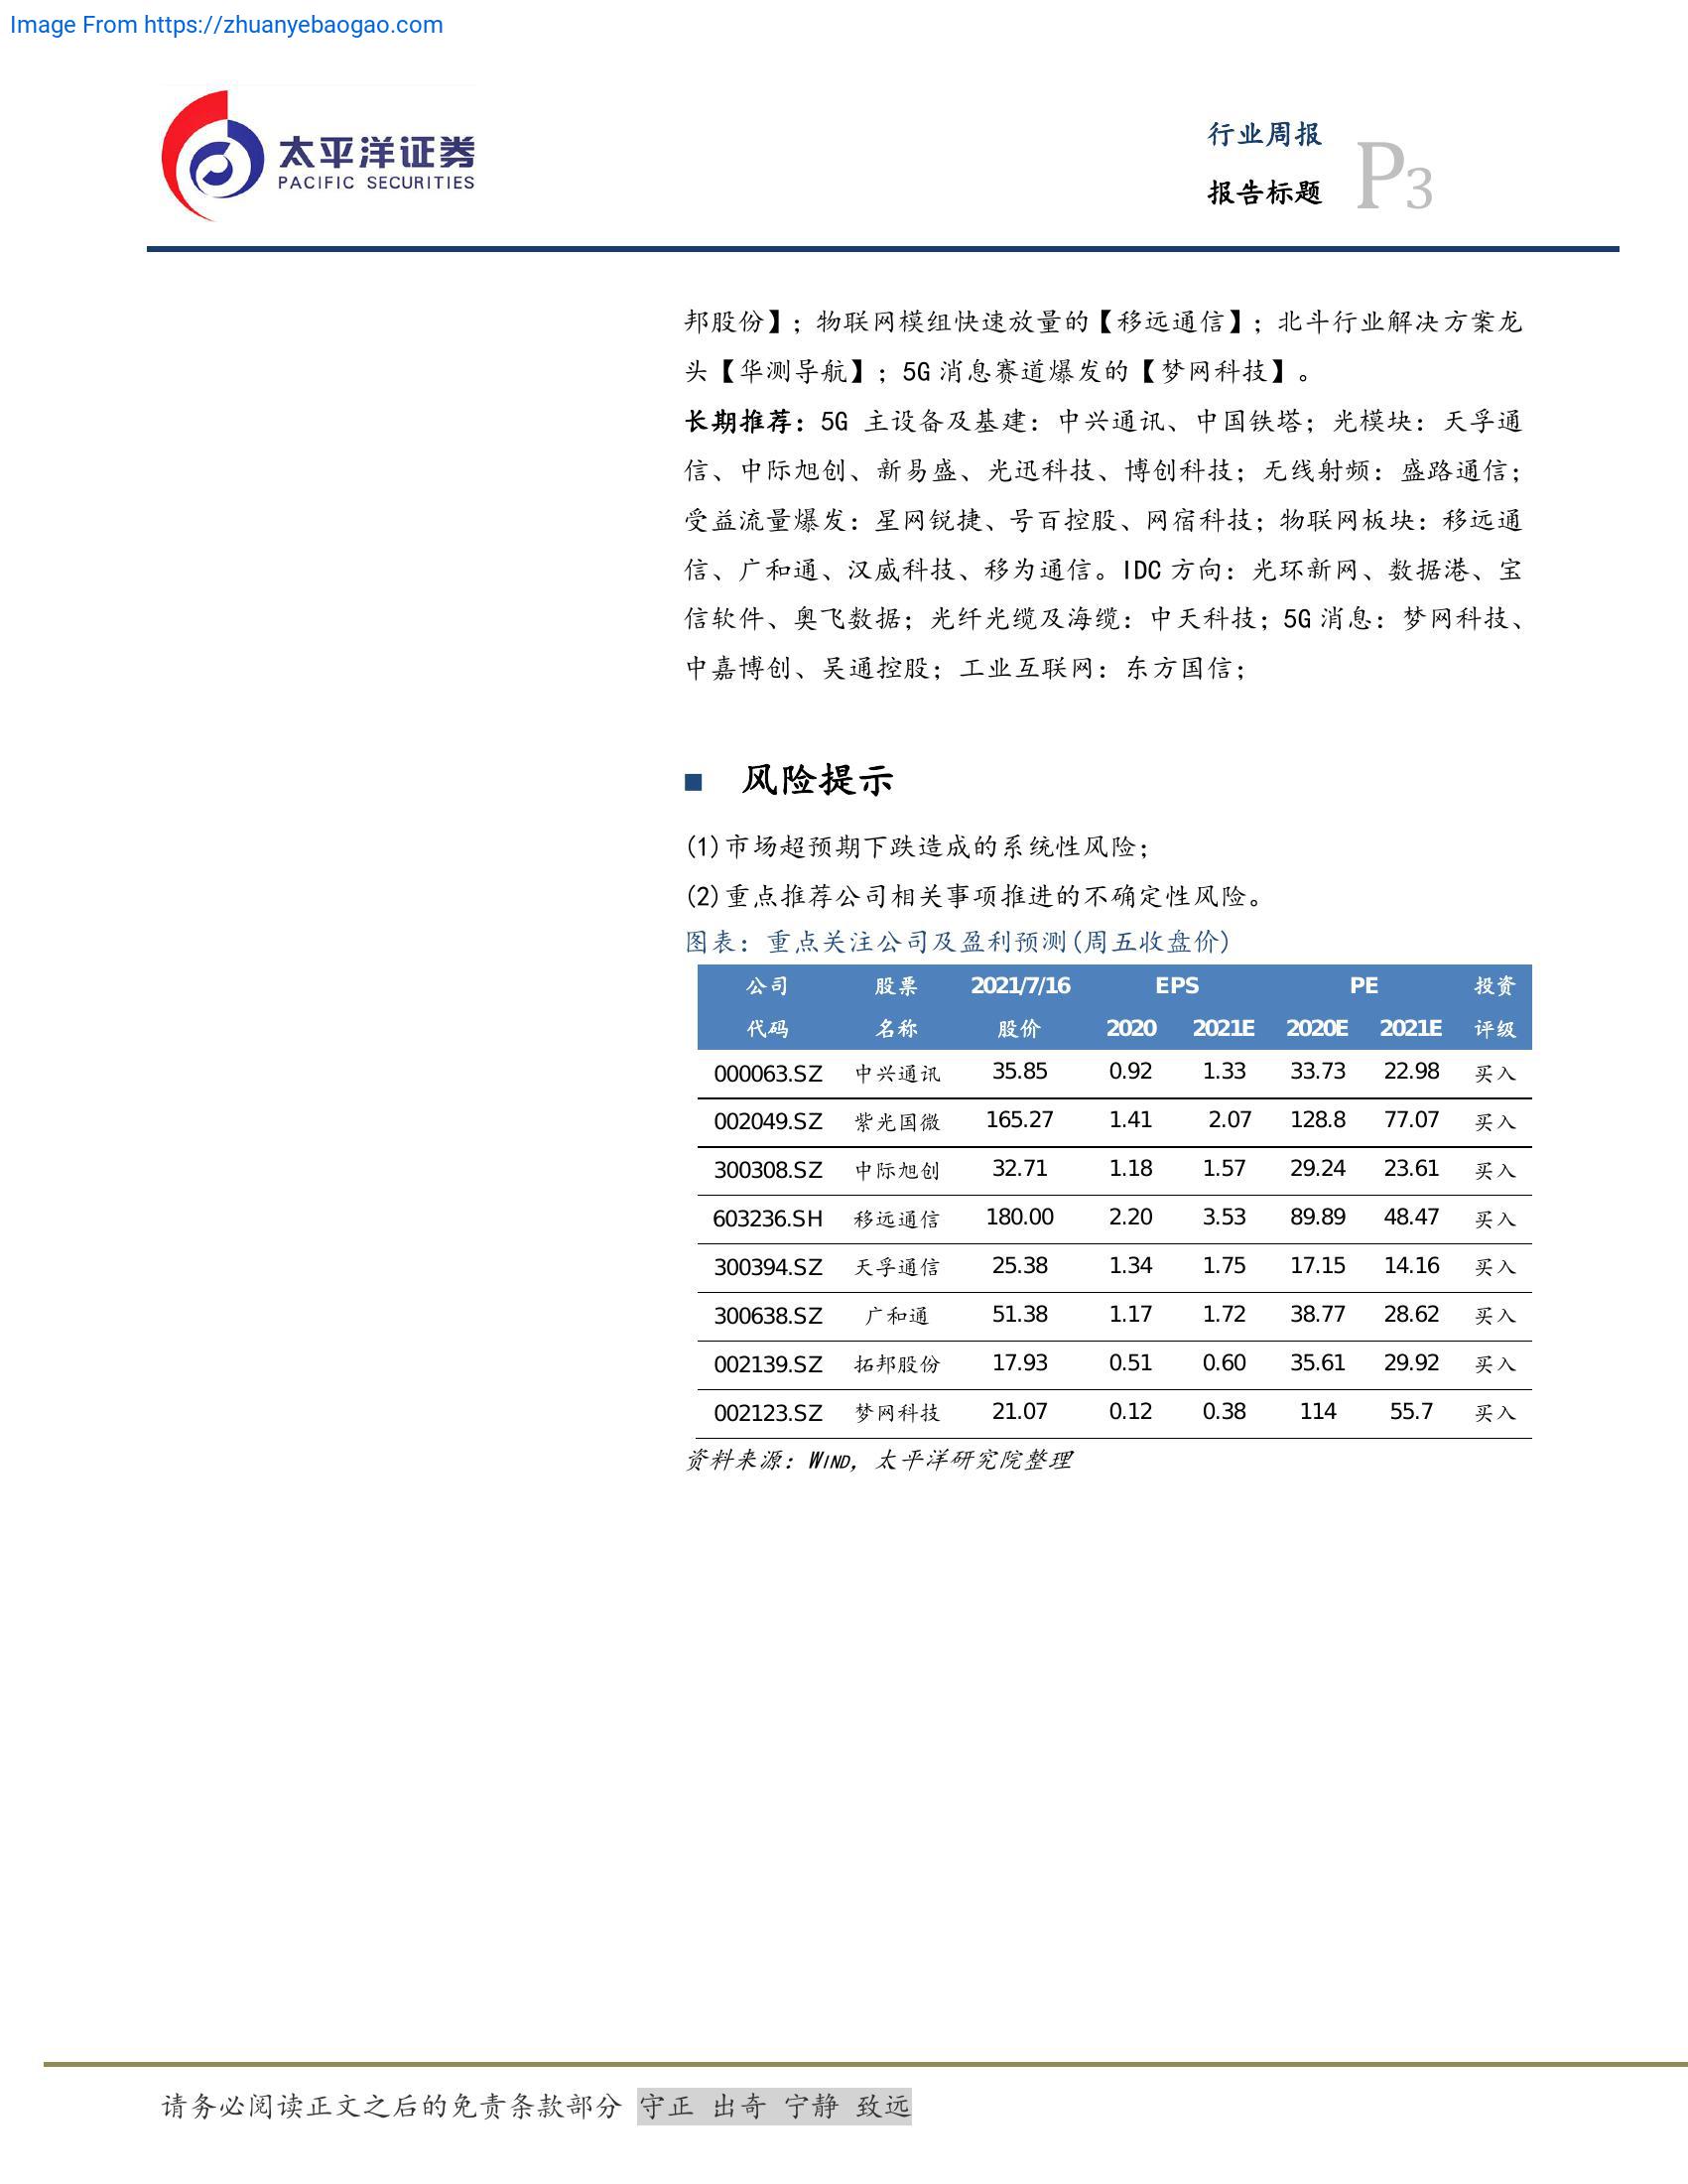 Image From https://zhuanyebaogao.com
太平洋证券
PACIFIC SECURITIES
行业周报
报告标题
P3
邦股份】；物联网模组快速放量的【移远通信】；北斗行业解决方案龙
头【华测导航】；5G 消息赛道爆发的【梦网科技】。
长期推荐：5G 主设备及基建：中兴通讯、中国铁塔；光模块：天孚通
信、中际旭创、新易盛、光迅科技、博创科技；无线射频：盛路通信；
受益流量爆发：星网锐捷、号百控股、网宿科技；物联网板块：移远通
信、广和通、汉威科技、移为通信。IDC 方向：光环新网、数据港、宝
信软件、奥飞数据；光纤光缆及海缆：中天科技；5G 消息：梦网科技、
中嘉博创、吴通控股；工业互联网：东方国信；
■ 风险提示
(1)市场超预期下跌造成的系统性风险；
(2)重点推荐公司相关事项推进的不确定性风险。
图表：重点关注公司及盈利预测(周五收盘价)
公司 股票 2021/7/16 EPS PE 投资
代码 名称 股价 2020 2021E 2020E 2021E 评级
000063.SZ 中兴通讯 35.85 0.92 1.33 33.73 22.98 买入
002049.SZ 紫光国微 165.27 1.41 2.07 128.8 77.07 买入
300308.SZ 中际旭创 32.71 1.18 1.57 29.24 23.61 买入
603236.SH 移远通信 180.00 2.20 3.53 89.89 48.47 买入
300394.SZ 天孚通信 25.38 1.34 1.75 17.15 14.16 买入
300638.SZ 广和通 51.38 1.17 1.72 38.77 28.62 买入
002139.SZ 拓邦股份 17.93 0.51 0.60 35.61 29.92 买入
002123.SZ 梦网科技 21.07 0.12 0.38 114 55.7 买入
资料来源：WIND，太平洋研究院整理
请务必阅读正文之后的免责条款部分 守正 出奇 宁静 致远